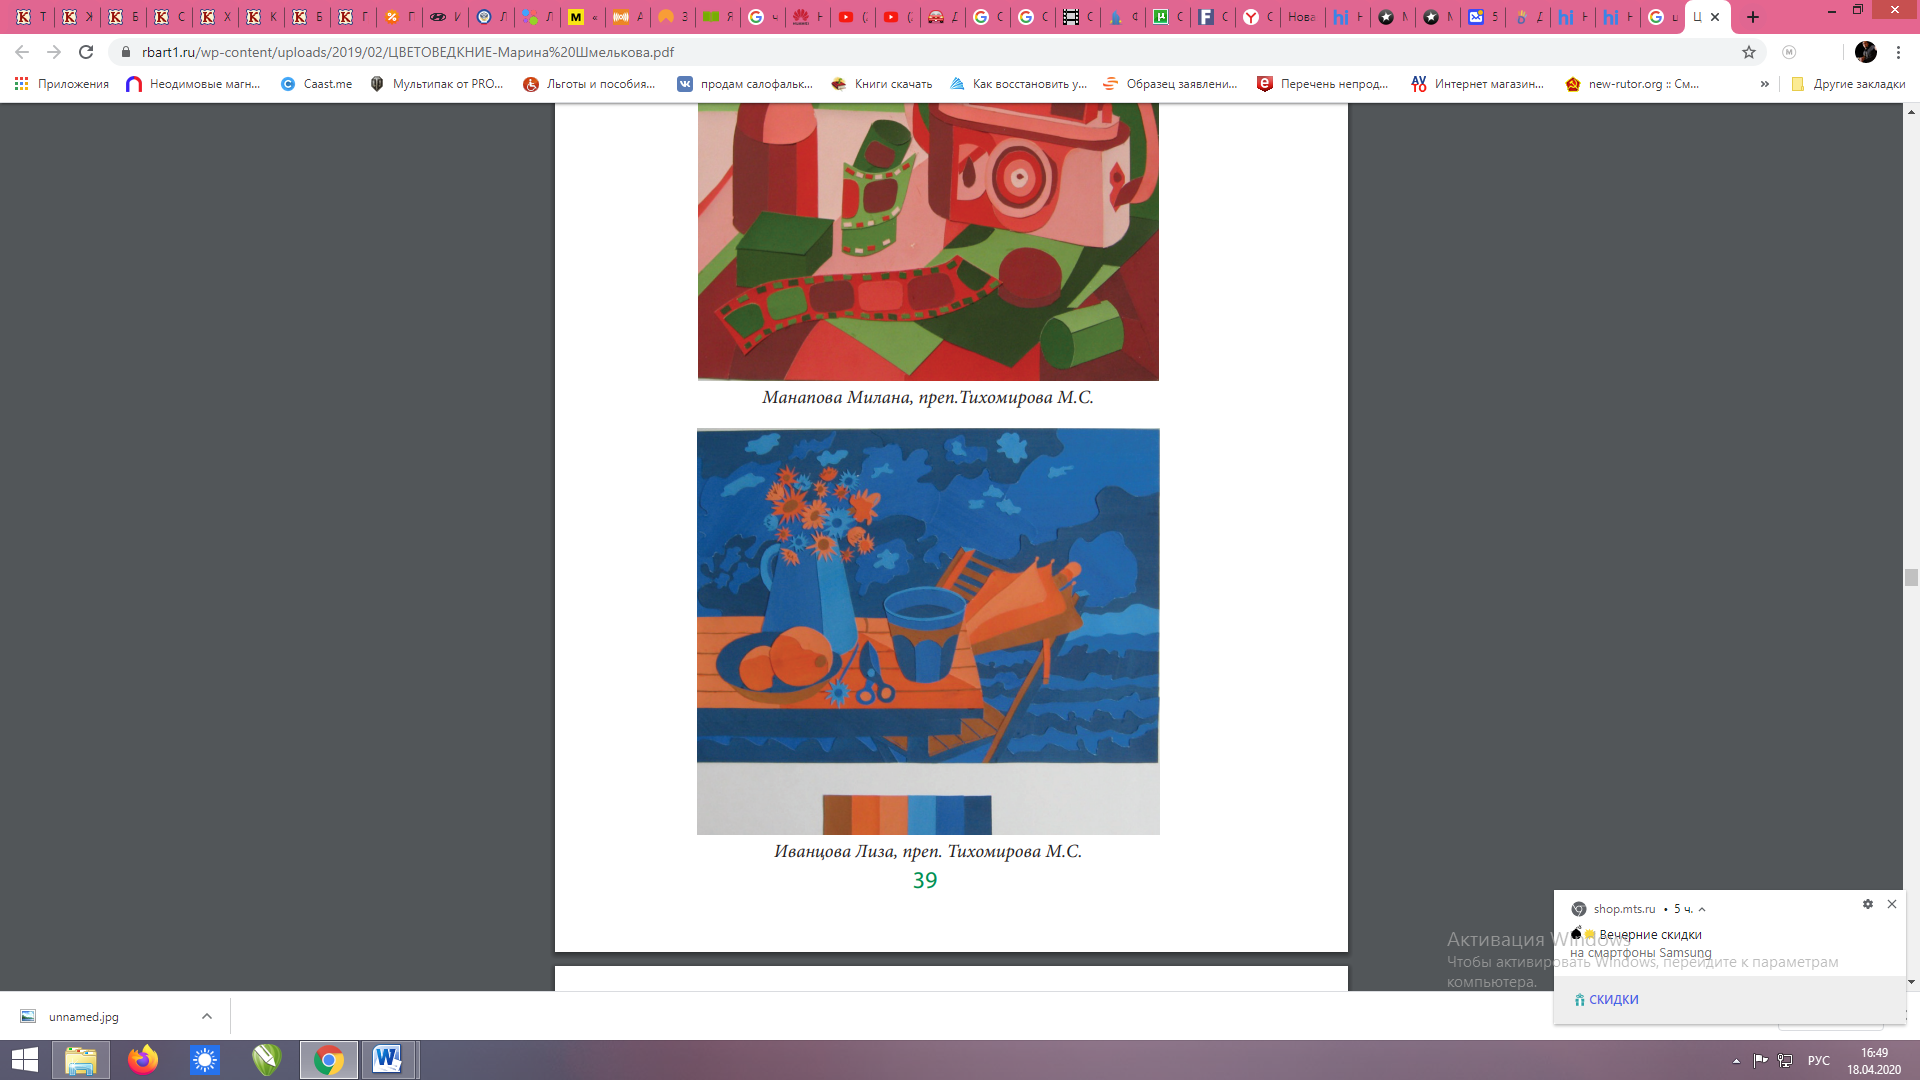 rbart1.ru/wp-content/uploads/2019/02/ЦВЕТОВЕДКНИЕ-Марина%20Шмелькова.pdf
Приложения
Неодимовые магн...
Caast.me
Мультипак от PRO...
Льготы и пособия...
продам салофальк...
Книги скачать
Как восстановить у...
Образец заявлени...
Перечень непрод...
Интернет магазин...
new-rutor.org :: См...
»
Другие закладки
Манапова Милана, преп.Тихомирова М.С.
Иванцова Лиза, преп. Тихомирова М.С.
39
shop.mts.ru • 5 ч.
Вечерние скидки
на смартфоны Samsung
СКИДКИ
Активация Windows
Чтобы активировать Windows, перейдите к параметрам
компьютера.
unnamed.jpg
РУС
16:49
18.04.2020